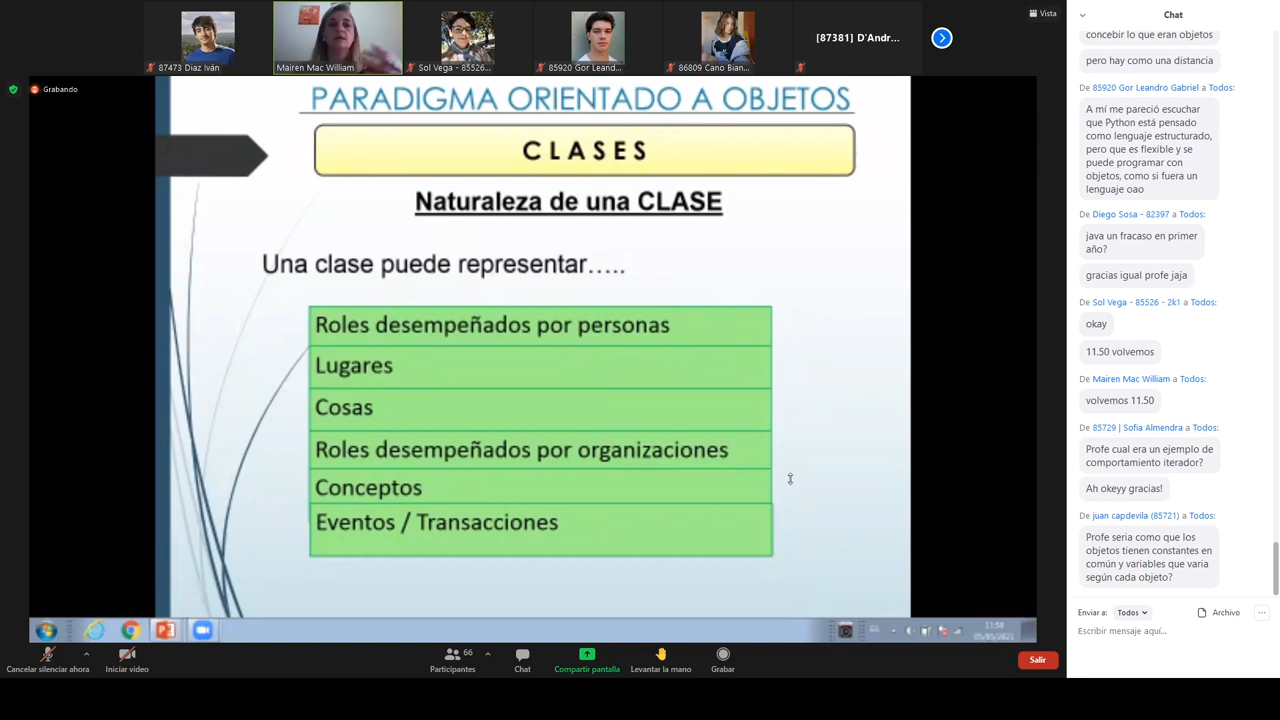 Vista
[87381] D'Andr...
87473 Diaz Iván
Mairen Mac William
Sol Vega - 85526...
85920 Gor Leand...
86809 Cano Bian...
Grabando
PARADIGMA ORIENTADO A OBJETOS
CLASES
Naturaleza de una CLASE
Una clase puede representar…..
Roles desempeñados por personas
Lugares
Cosas
Roles desempeñados por organizaciones
Conceptos
Eventos / Transacciones
11:58
05/05/2021
Cancelar silenciar ahora
Iniciar video
66
Participantes
Chat
Compartir pantalla
Levantar la mano
Grabar
Salir
Chat
concebir lo que eran objetos
pero hay como una distancia
De 85920 Gor Leandro Gabriel a Todos:
A mí me pareció escuchar
que Python está pensado
como lenguaje estructurado,
pero que es flexible y se
puede programar con
objetos, como si fuera un
lenguaje oao
De Diego Sosa - 82397 a Todos:
java un fracaso en primer
año?
gracias igual profe jaja
De Sol Vega - 85526 - 2k1 a Todos:
okay
11.50 volvemos
De Mairen Mac William a Todos:
volvemos 11.50
De 85729 | Sofia Almendra a Todos:
Profe cual era un ejemplo de
comportamiento iterador?
Ah okeyy gracias!
De juan capdevila (85721) a Todos:
Profe seria como que los
objetos tienen constantes en
común y variables que varia
según cada objeto?
Enviar a: Todos
Archivo
...
Escribir mensaje aquí...